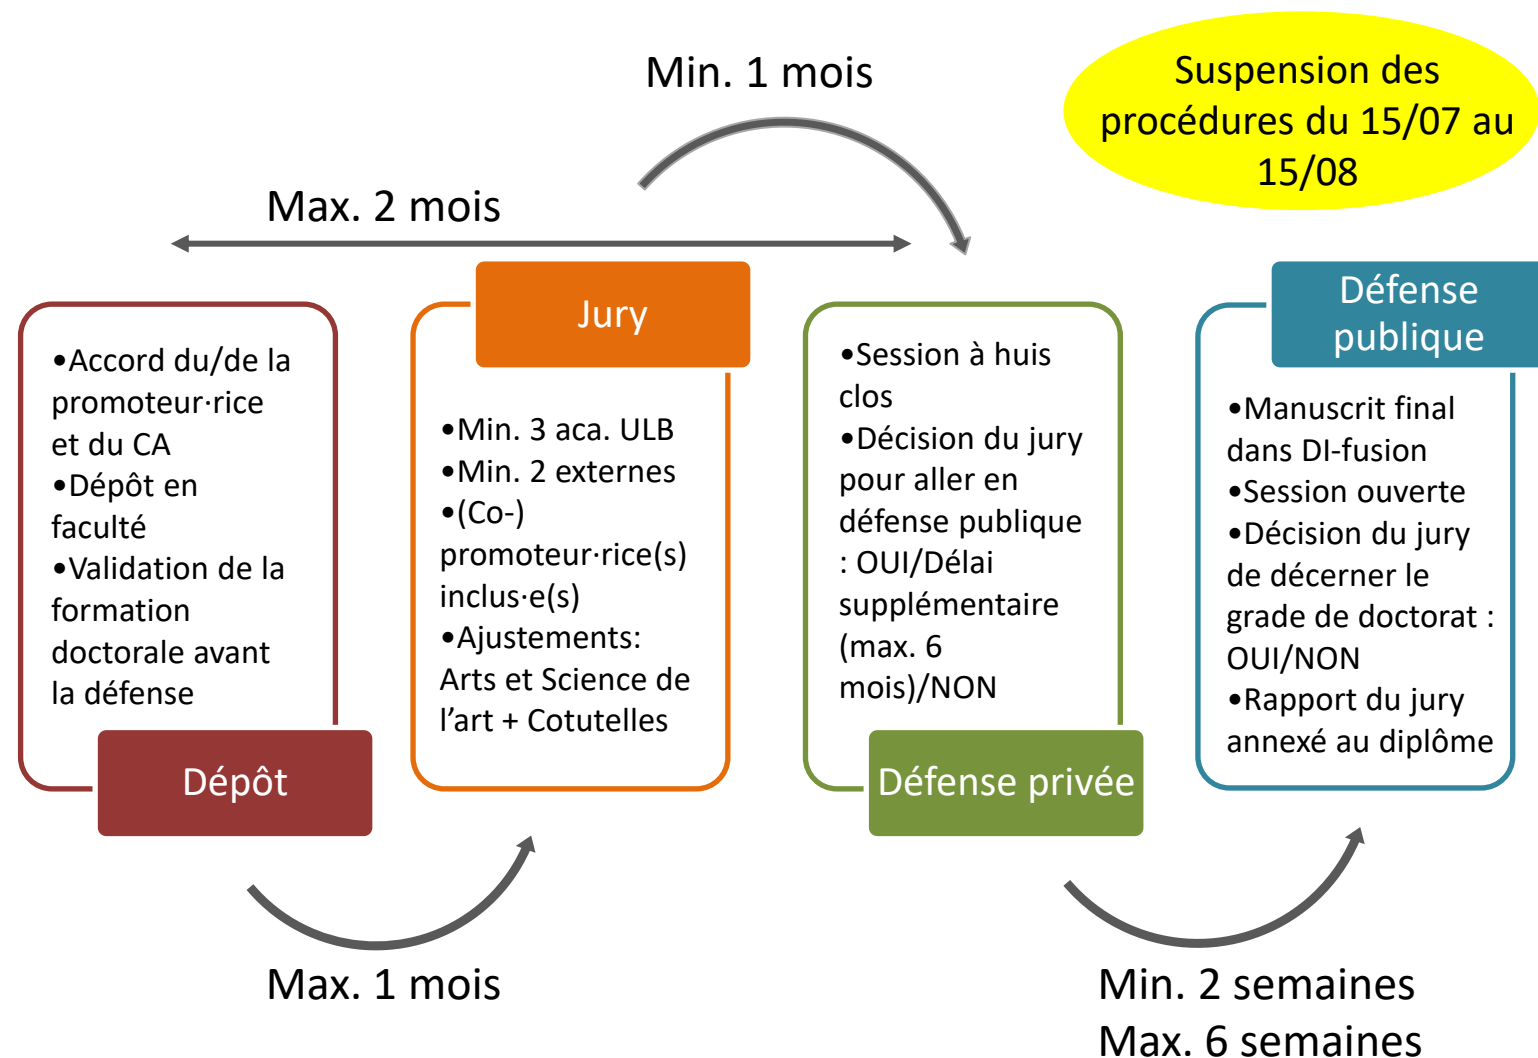 Min. 1 mois
Suspension des
procédures du 15/07 au
15/08
Max. 2 mois
•Accord du/de la
promoteur·rice
et du CA
•Dépôt en
faculté
•Validation de la
formation
doctorale avant
la défense
Dépôt
Jury
•Min. 3 aca. ULB
•Min. 2 externes
•(Co-)
promoteur·rice(s)
inclus·e(s)
•Ajustements:
Arts et Science de
l’art + Cotutelles
•Session à huis
clos
•Décision du jury
pour aller en
défense publique
: OUI/Délai
supplémentaire
(max. 6
mois)/NON
Défense privée
Défense
publique
•Manuscrit final
dans DI-fusion
•Session ouverte
•Décision du jury
de décerner le
grade de doctorat :
OUI/NON
•Rapport du jury
annexé au diplôme
Max. 1 mois
Min. 2 semaines
Max. 6 semaines